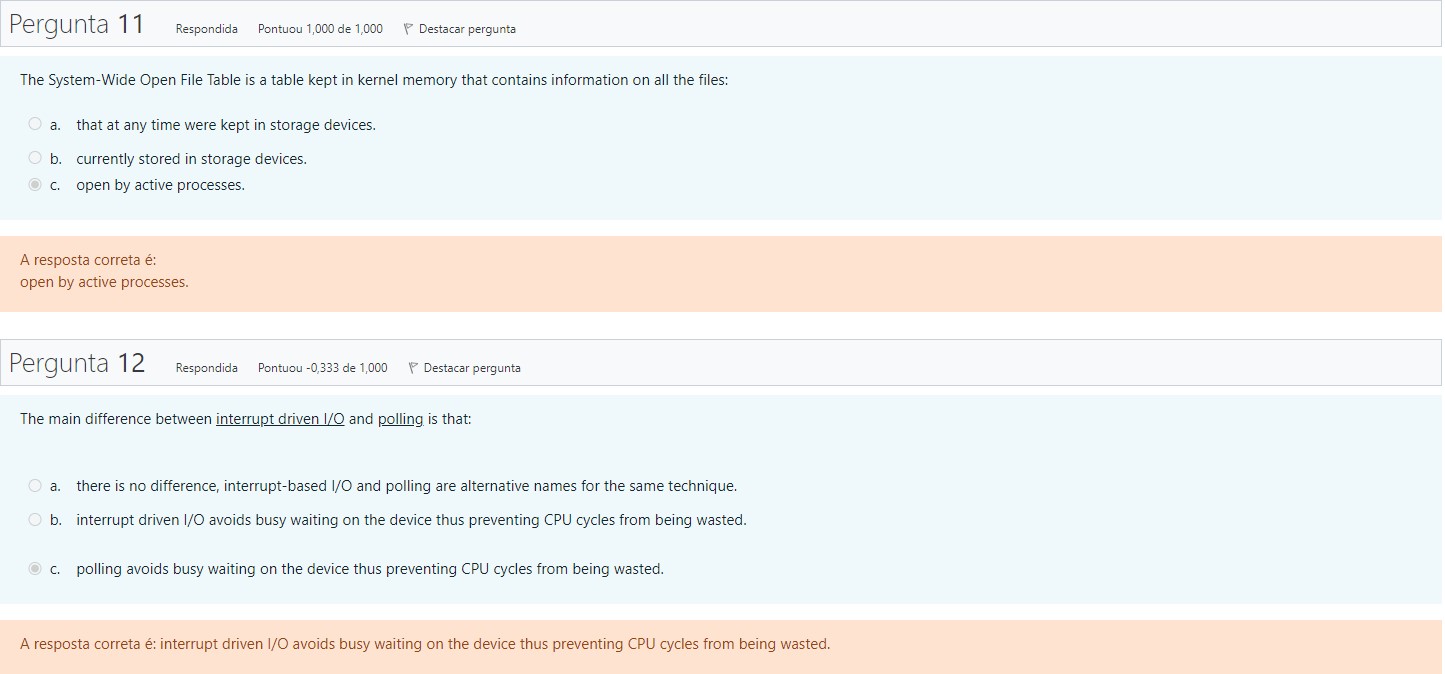 Pergunta 11 Respondida Pontuou 1,000 de 1,000 Destacar pergunta
The System-Wide Open File Table is a table kept in kernel memory that contains information on all the files:
a. that at any time were kept in storage devices.
b. currently stored in storage devices.
c. open by active processes.
A resposta correta é:
open by active processes.
Pergunta 12 Respondida Pontuou -0,333 de 1,000 Destacar pergunta
The main difference between interrupt driven I/O and polling is that:
a. there is no difference, interrupt-based I/O and polling are alternative names for the same technique.
b. interrupt driven I/O avoids busy waiting on the device thus preventing CPU cycles from being wasted.
c. polling avoids busy waiting on the device thus preventing CPU cycles from being wasted.
A resposta correta é: interrupt driven I/O avoids busy waiting on the device thus preventing CPU cycles from being wasted.